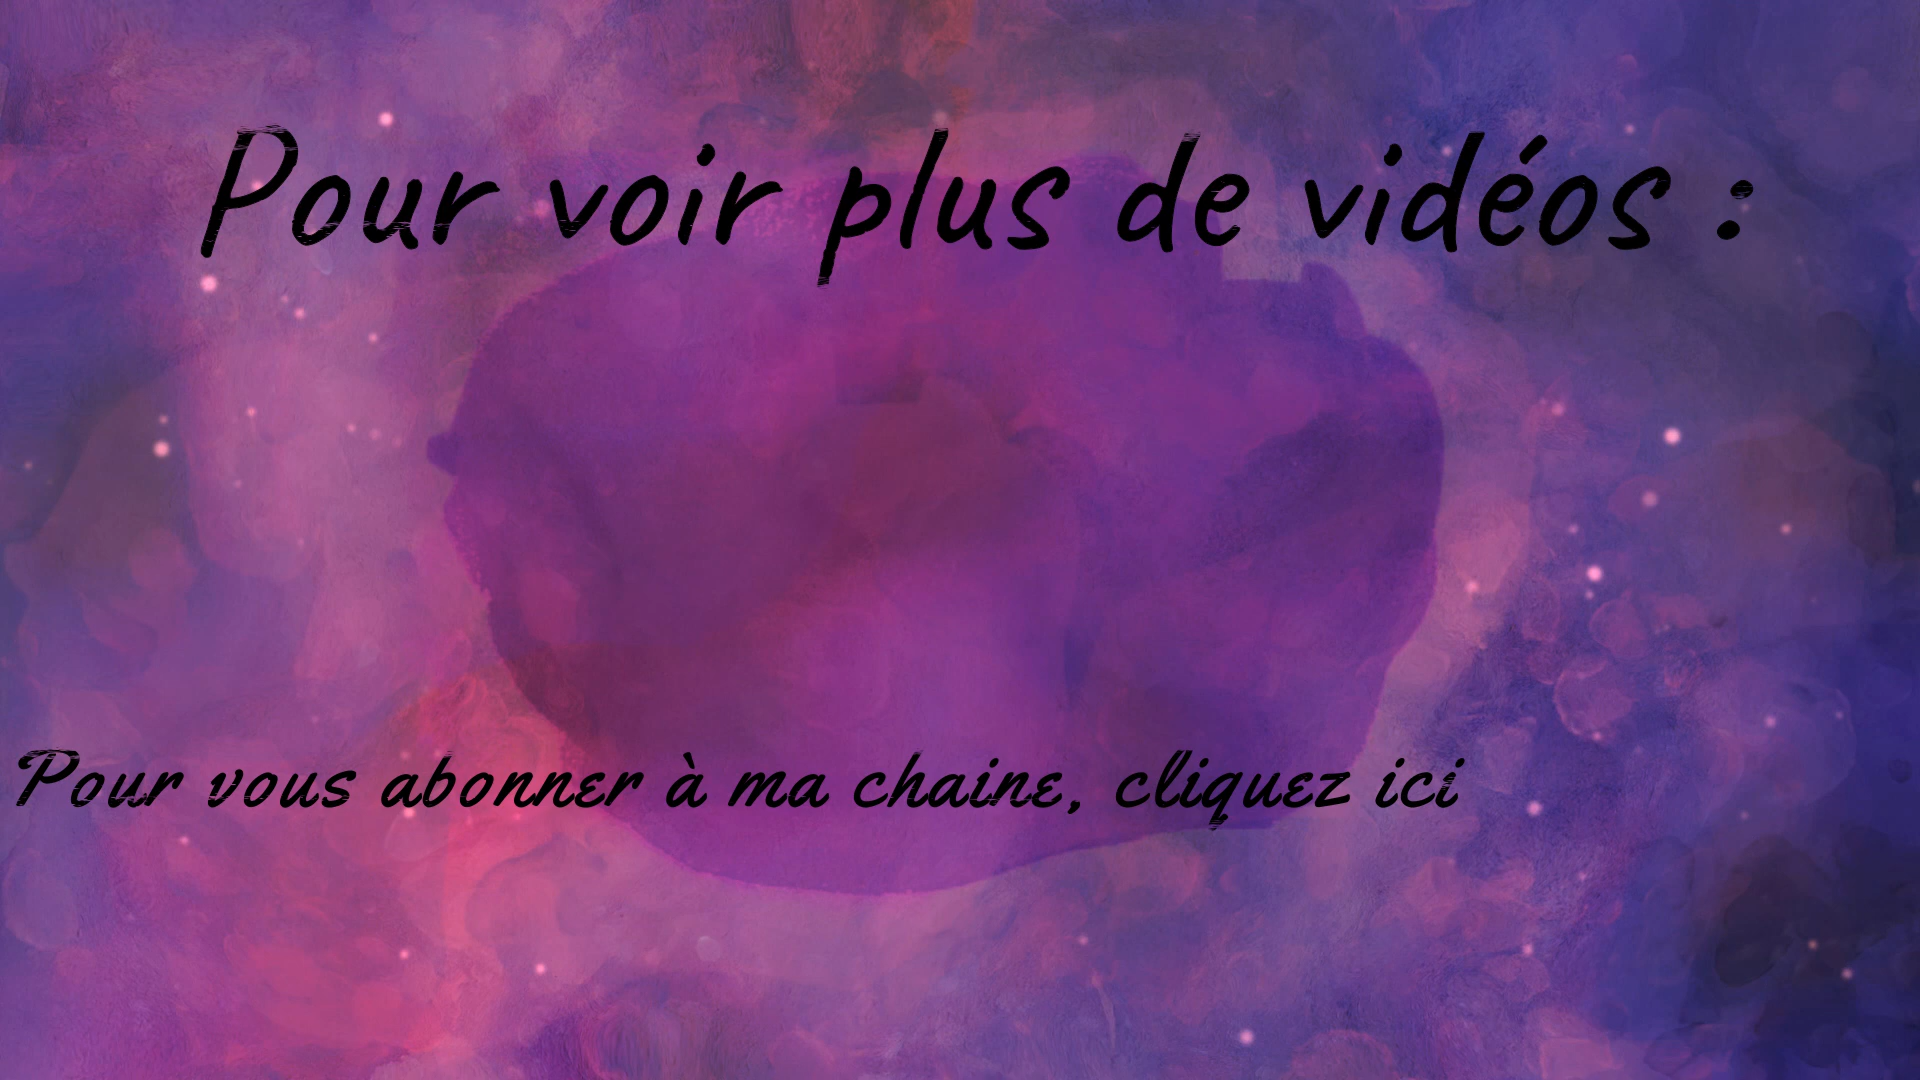 Pour voir plus de vidéos :
Pour vous abonner à ma chaine, cliquez ici